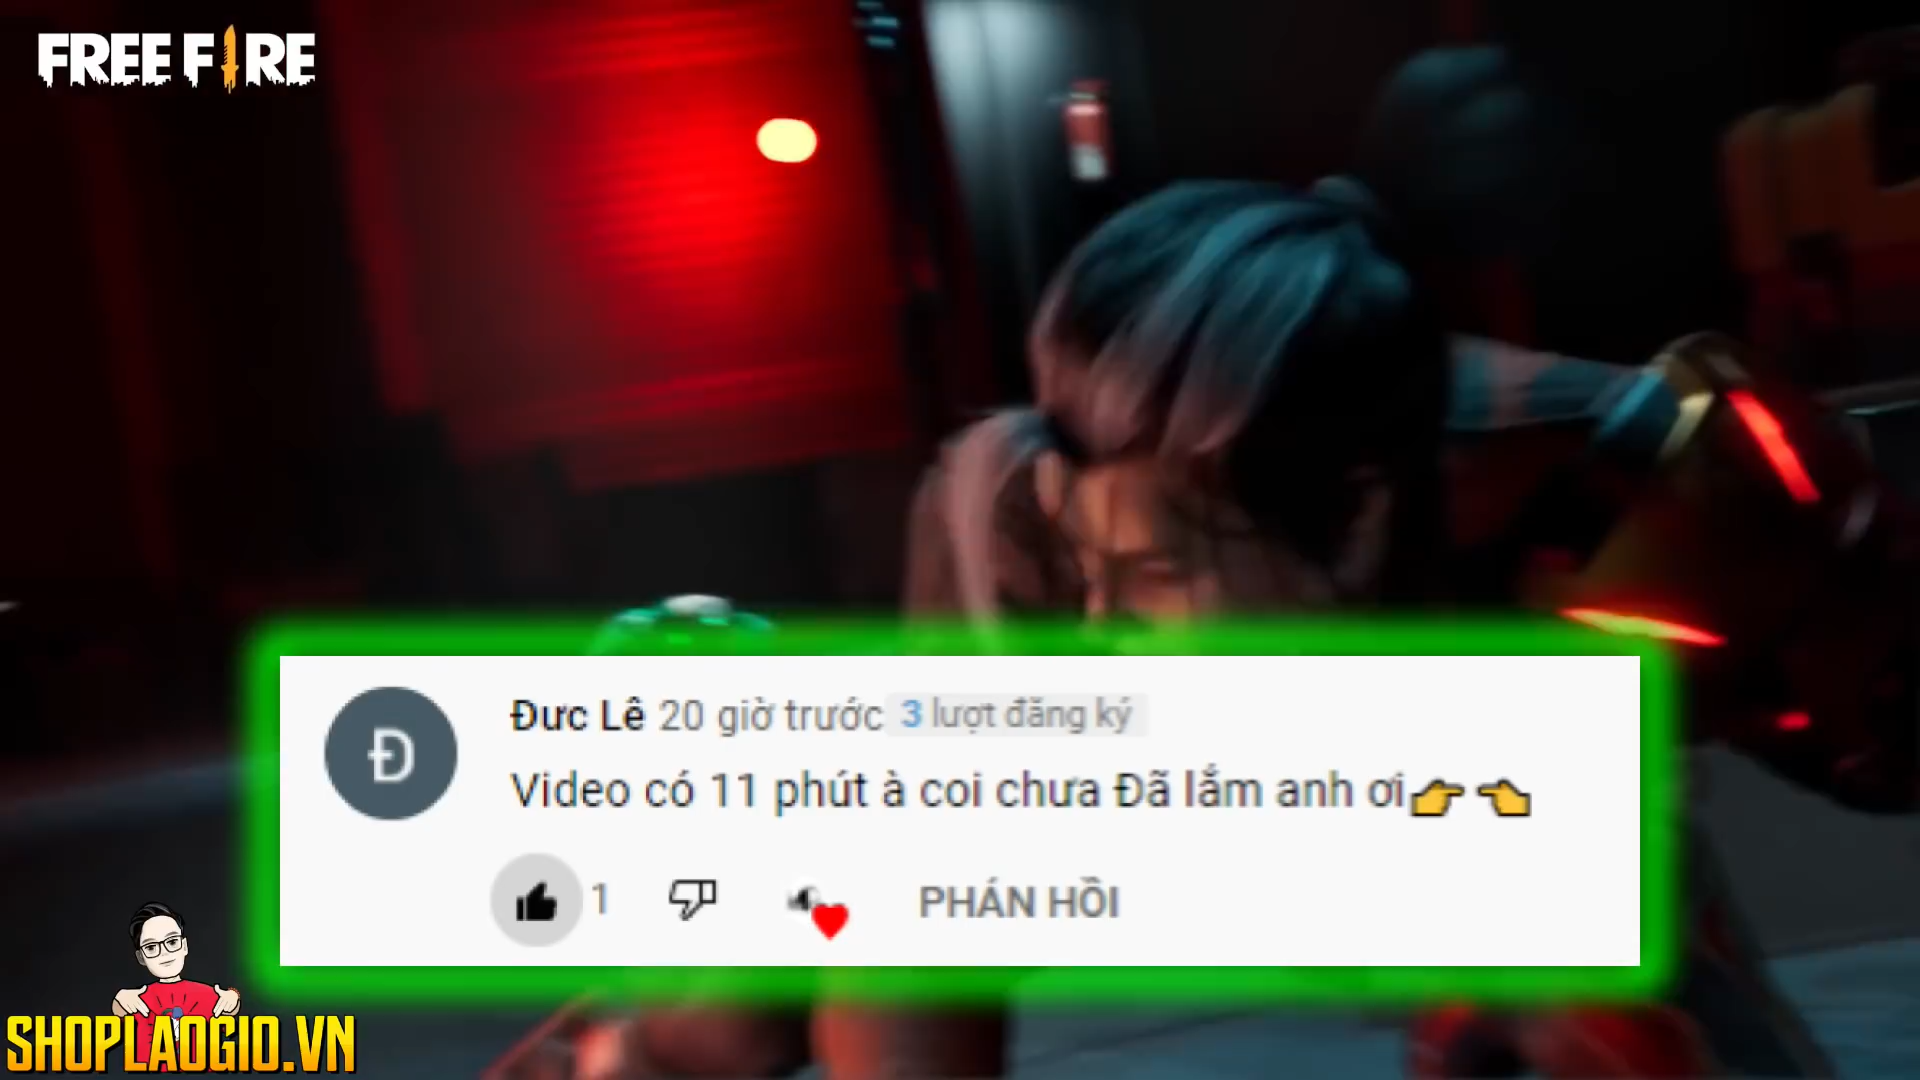 FREE FIRE
Đ
Đưc Lê 20 giờ trước 3 lượt đăng ký
Video có 11 phút à coi chưa Đã lắm anh ơi👉👈
1 PHẢN HỒI
SHOPLAOGIO.VN